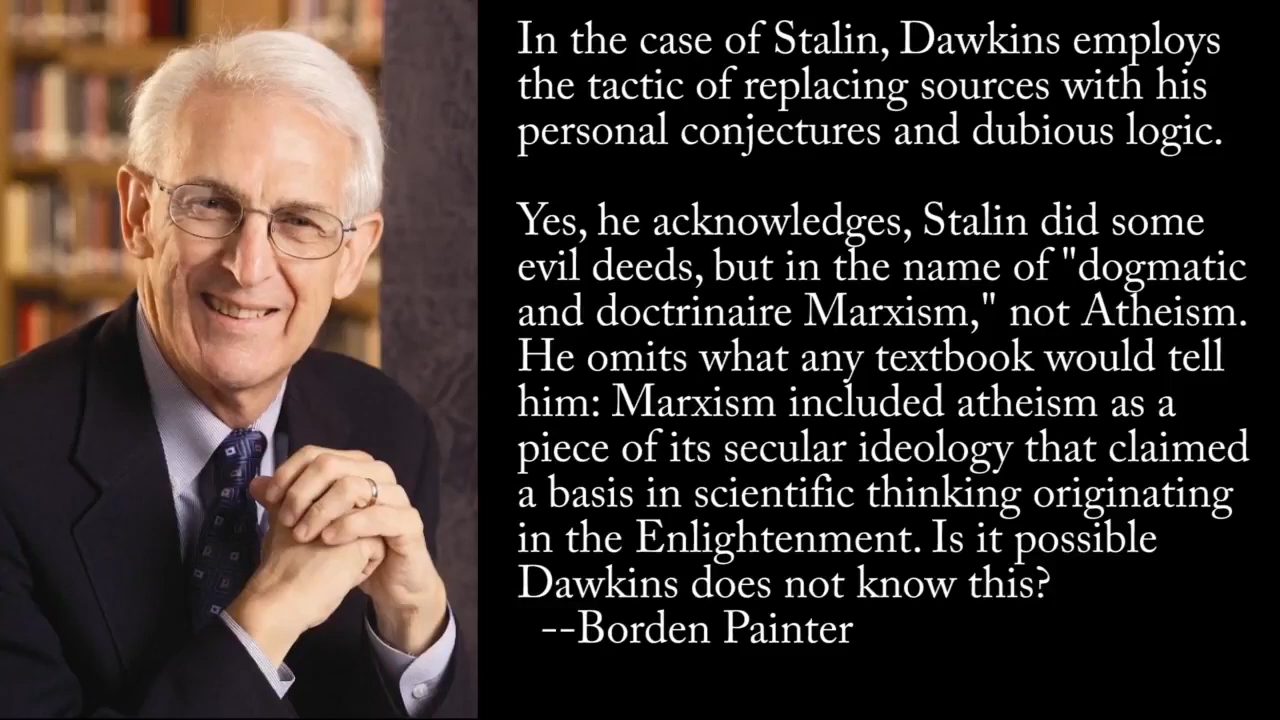 In the case of Stalin, Dawkins employs
the tactic of replacing sources with his
personal conjectures and dubious logic.
Yes, he acknowledges, Stalin did some
evil deeds, but in the name of "dogmatic
and doctrinaire Marxism," not Atheism.
He omits what any textbook would tell
him: Marxism included atheism as a
piece of its secular ideology that claimed
a basis in scientific thinking originating
in the Enlightenment. Is it possible
Dawkins does not know this?
--Borden Painter